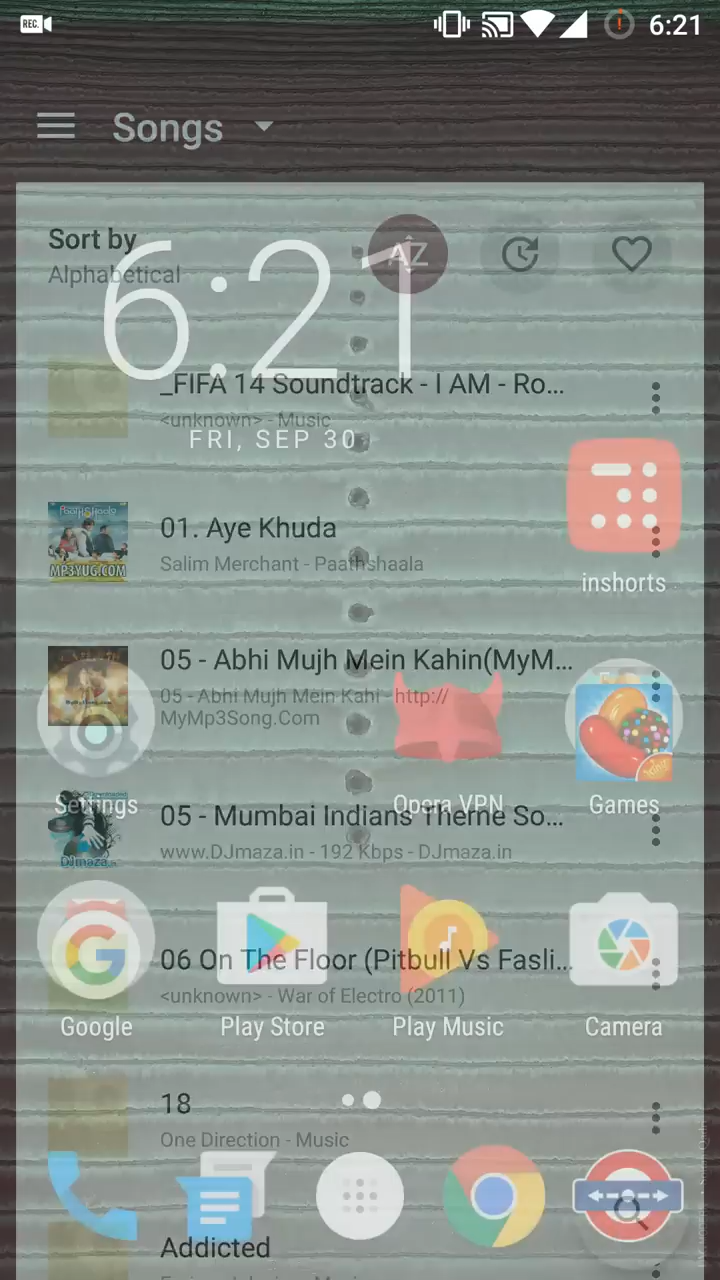 REC.
6:21
Songs
Sort by
Alphabetical
AZ
6:21
_FIFA 14 Soundtrack - I AM - Ro...
<unknown> - Music
FRI, SEP 30
01. Aye Khuda
Salim Merchant - Paathshaala
MP3YUG.COM
inshorts
05 - Abhi Mujh Mein Kahin(MyM...
05 - Abhi Mujh Mein Kahi - http://
MyMp3Song.Com
Settings
Opera VPN
Games
05 - Mumbai Indians Theme So...
www.DJmaza.in - 192 Kbps - DJmaza.in
DJmaza.in
06 On The Floor (Pitbull Vs Fasli...
<unknown> - War of Electro (2011)
Google
Play Store
Play Music
Camera
18
One Direction - Music
Addicted